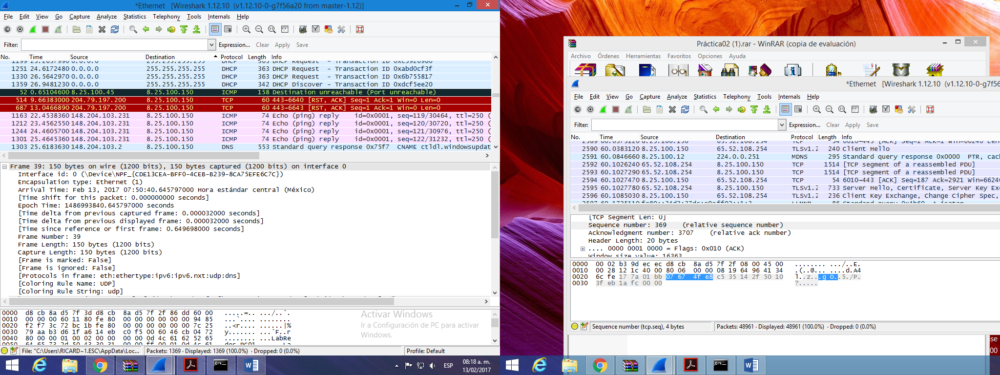 *Ethernet [Wireshark 1.12.10 (v1.12.10-0-g7f56a20 from master-1.12)]
File Edit View Go Capture Analyze Statistics Telephony Tools Internals Help
Filter: Expression... Clear Apply Save
No. Time Source Destination Protocol Length Info
1251 24.6172480 0.0.0.0 255.255.255.255 DHCP 363 DHCP Request - Transaction ID 0xabd0cf3f
1330 26.5642970 0.0.0.0 255.255.255.255 DHCP 363 DHCP Request - Transaction ID 0x6b755817
1359 26.9481230 0.0.0.0 255.255.255.255 DHCP 342 DHCP Discover - Transaction ID 0xdcf5ee20
52 0.65104600 8.25.100.45 8.25.100.150 ICMP 158 Destination unreachable (Port unreachable)
514 9.66383000 204.79.197.200 8.25.100.150 TCP 60 443→6640 [RST, ACK] Seq=1 Ack=1 Win=0 Len=0
687 13.0466890 204.79.197.200 8.25.100.150 TCP 60 443→6643 [RST, ACK] Seq=1 Ack=1 Win=0 Len=0
1163 22.4538360 148.204.103.231 8.25.100.150 ICMP 74 Echo (ping) reply id=0x0001, seq=119/30464, ttl=250 (
1212 23.4562550 148.204.103.231 8.25.100.150 ICMP 74 Echo (ping) reply id=0x0001, seq=120/30720, ttl=250 (
1244 24.4605700 148.204.103.231 8.25.100.150 ICMP 74 Echo (ping) reply id=0x0001, seq=121/30976, ttl=250 (
1301 25.4645360 148.204.103.231 8.25.100.150 ICMP 74 Echo (ping) reply id=0x0001, seq=122/31232, ttl=250 (
1303 25.6183630 148.204.103.2 8.25.100.150 DNS 553 Standard query response 0x75f7 CNAME ctldl.windowsupdat
Frame 39: 150 bytes on wire (1200 bits), 150 bytes captured (1200 bits) on interface 0
Interface id: 0 (\Device\NPF_{CDE13CEA-BFF0-4CEB-B239-8CA75EFE6C7C})
Encapsulation type: Ethernet (1)
Arrival Time: Feb 13, 2017 07:50:40.645797000 Hora estándar central (México)
[Time shift for this packet: 0.000000000 seconds]
Epoch Time: 1486993840.645797000 seconds
[Time delta from previous captured frame: 0.000032000 seconds]
[Time delta from previous displayed frame: 0.000032000 seconds]
[Time since reference or first frame: 0.649698000 seconds]
Frame Number: 39
Frame Length: 150 bytes (1200 bits)
Capture Length: 150 bytes (1200 bits)
[Frame is marked: False]
[Frame is ignored: False]
[Protocols in frame: eth:ethertype:ipv6:ipv6.nxt:udp:dns]
[Coloring Rule Name: UDP]
[Coloring Rule String: udp]
0000 d8 cb 8a d5 7f 3d d8 cb 8a d5 7f 2f 86 dd 60 00 .....=.. .../..`.
0010 00 00 00 60 11 80 fe 80 00 00 00 00 00 00 94 85 ...`.... ........
0020 f2 f7 3c 72 bc 1b fe 80 00 00 00 00 00 00 7c 25 ..<r.... ......|%
0030 79 aa b3 d6 1f a6 14 eb c0 f5 00 60 46 cb 04 72 y....... ...`F..r
0040 80 00 00 01 00 02 00 00 00 00 0d 4c 61 62 52 65 ........ ...LabRe
Activar Windows
Ir a Configuración de PC para activar
Windows.
File: "C:\Users\RICARD~1.ESC\AppData\Loc... Packets: 1369 · Displayed: 1369 (100.0%) · Dropped: 0 (0.0%) Profile: Default
ESP 08:18 a. m.
13/02/2017
Práctica02 (1).rar - WinRAR (copia de evaluación)
Archivo Órdenes Herramientas Favoritos Opciones Ayuda
*Ethernet [Wireshark 1.12.10 (v1.12.10-0-g7f56
File Edit View Go Capture Analyze Statistics Telephony Tools Internals Help
Filter: Expression... Clear Apply Save
No. Time Source Destination Protocol Length Info
2590 60.0383120 8.25.100.150 65.52.108.254 TLSv1.2 240 Client Hello
2591 60.0846660 8.25.100.12 224.0.0.251 MDNS 295 Standard query response 0x0000 PTR, cach
2592 60.1026240 65.52.108.254 8.25.100.150 TCP 1514 [TCP segment of a reassembled PDU]
2593 60.1027290 65.52.108.254 8.25.100.150 TCP 1514 [TCP segment of a reassembled PDU]
2594 60.1027470 8.25.100.150 65.52.108.254 TCP 54 6010→443 [ACK] Seq=187 Ack=2921 Win=66240
2595 60.1027780 65.52.108.254 8.25.100.150 TLSv1.2 733 Server Hello, Certificate, Server Key Exc
2596 60.1085030 8.25.100.150 65.52.108.254 TLSv1.2 236 Client Key Exchange, Change Cipher Spec,
[TCP Segment Len: 0]
Sequence number: 369 (relative sequence number)
Acknowledgment number: 3707 (relative ack number)
Header Length: 20 bytes
.... 0000 0001 0000 = Flags: 0x010 (ACK)
Window size value: 16363
0000 00 02 b3 9d ec ec d8 cb 8a d5 7f 2f 08 00 45 00 ........ .../..E.
0010 00 28 12 1c 40 00 80 06 00 00 08 19 64 96 41 34 .(..@... ....d.A4
0020 6c fe 17 7a 01 bb 07 67 4f e8 c5 35 14 2f 50 10 l..z...g O..5./P.
0030 3f eb 1a fc 00 00 ?.....
Sequence number (tcp.seq), 4 bytes Packets: 48961 · Displayed: 48961 (100.0%) · Dropped: 0 (0.0%)
ise
00